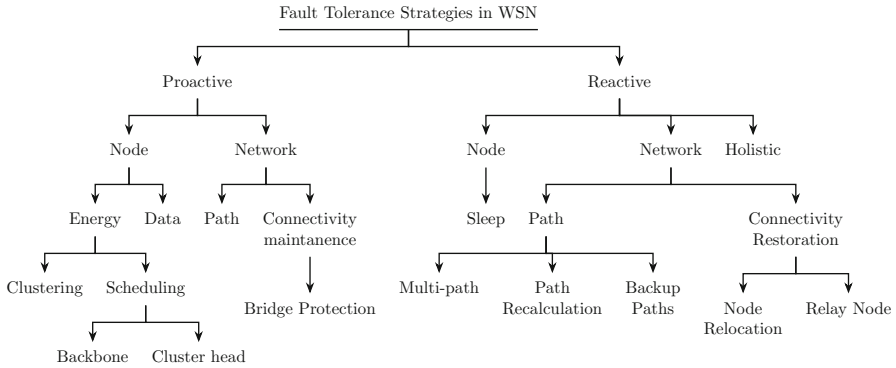 Fault Tolerance Strategies in WSN
Proactive
Reactive
Node
Network
Node
Network
Holistic
Energy
Data
Path
Connectivity
maintanence
Sleep
Path
Connectivity
Restoration
Clustering
Scheduling
Bridge Protection
Multi-path
Path
Recalculation
Backup
Paths
Node
Relocation
Relay Node
Backbone
Cluster head